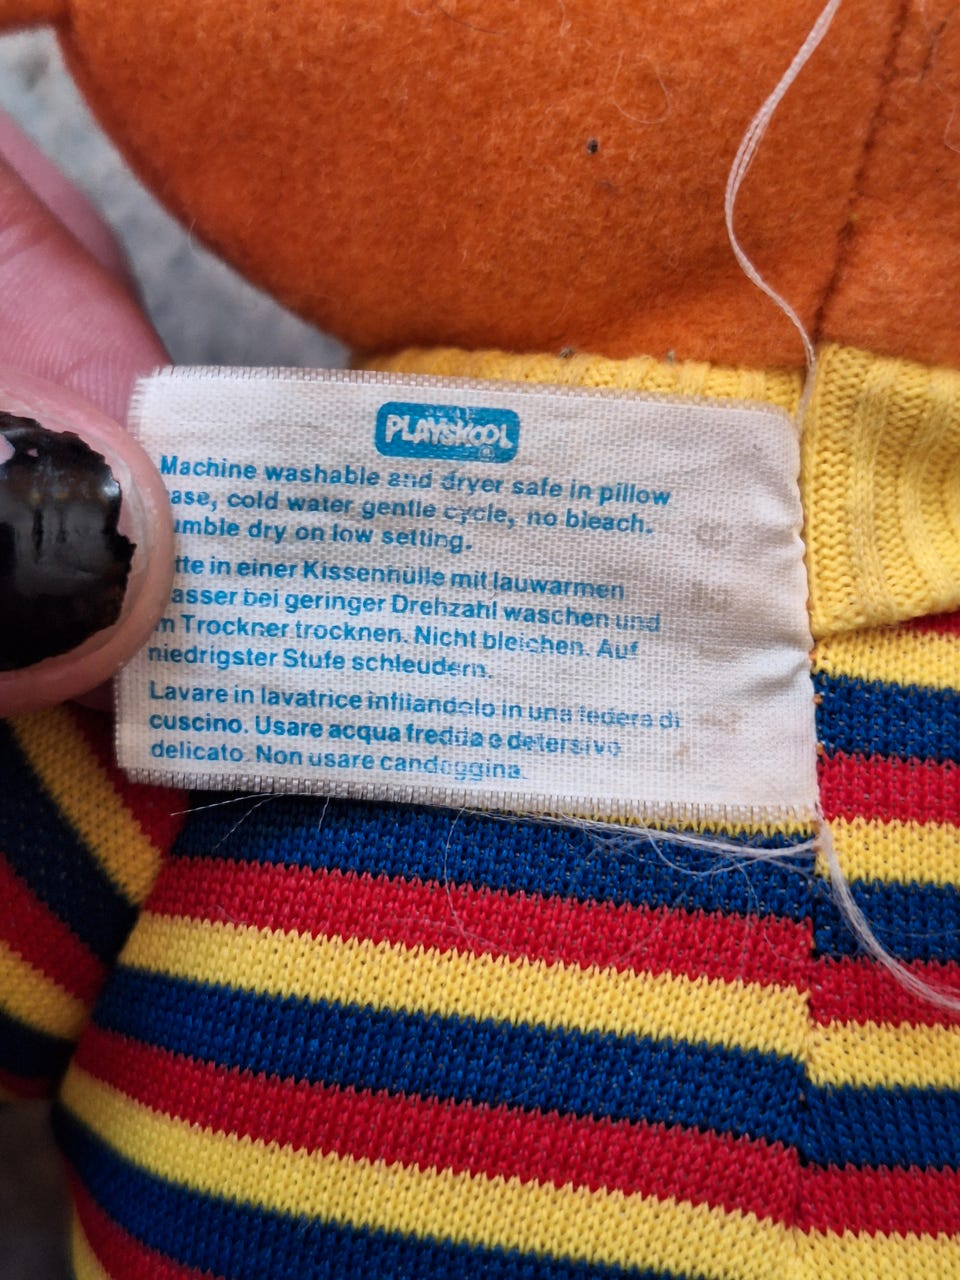 PLAYSKOOL
®
Machine washable and dryer safe in pillow
ase, cold water gentle cycle, no bleach.
umble dry on low setting.
tte in einer Kissenhülle mit lauwarmen
asser bei geringer Drehzahl waschen und
m Trockner trocknen. Nicht bleichen. Auf
niedrigster Stufe schleudern.
Lavare in lavatrice infilandolo in una federa di
cuscino. Usare acqua fredda e detersivo
delicato. Non usare candeggina.